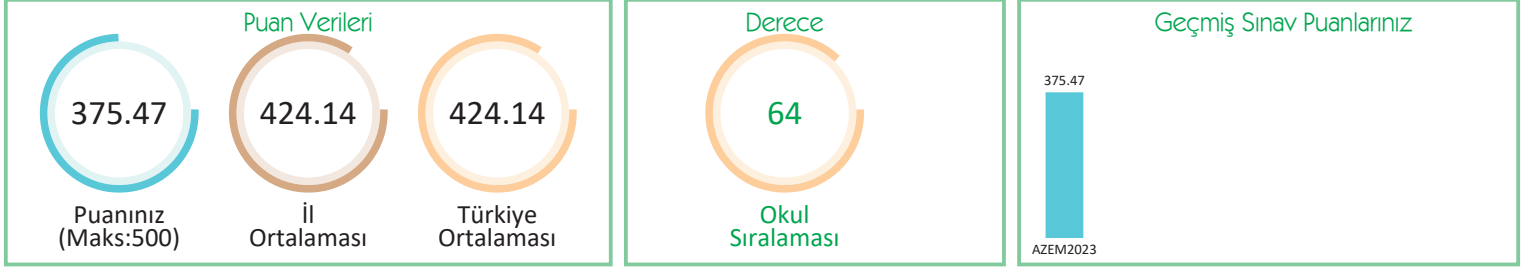 Puan Verileri
375.47
424.14
424.14
Puanınız
(Maks:500)
İl
Ortalaması
Türkiye
Ortalaması
Derece
64
Okul
Sıralaması
Geçmiş Sınav Puanlarınız
375.47
AZEM2023